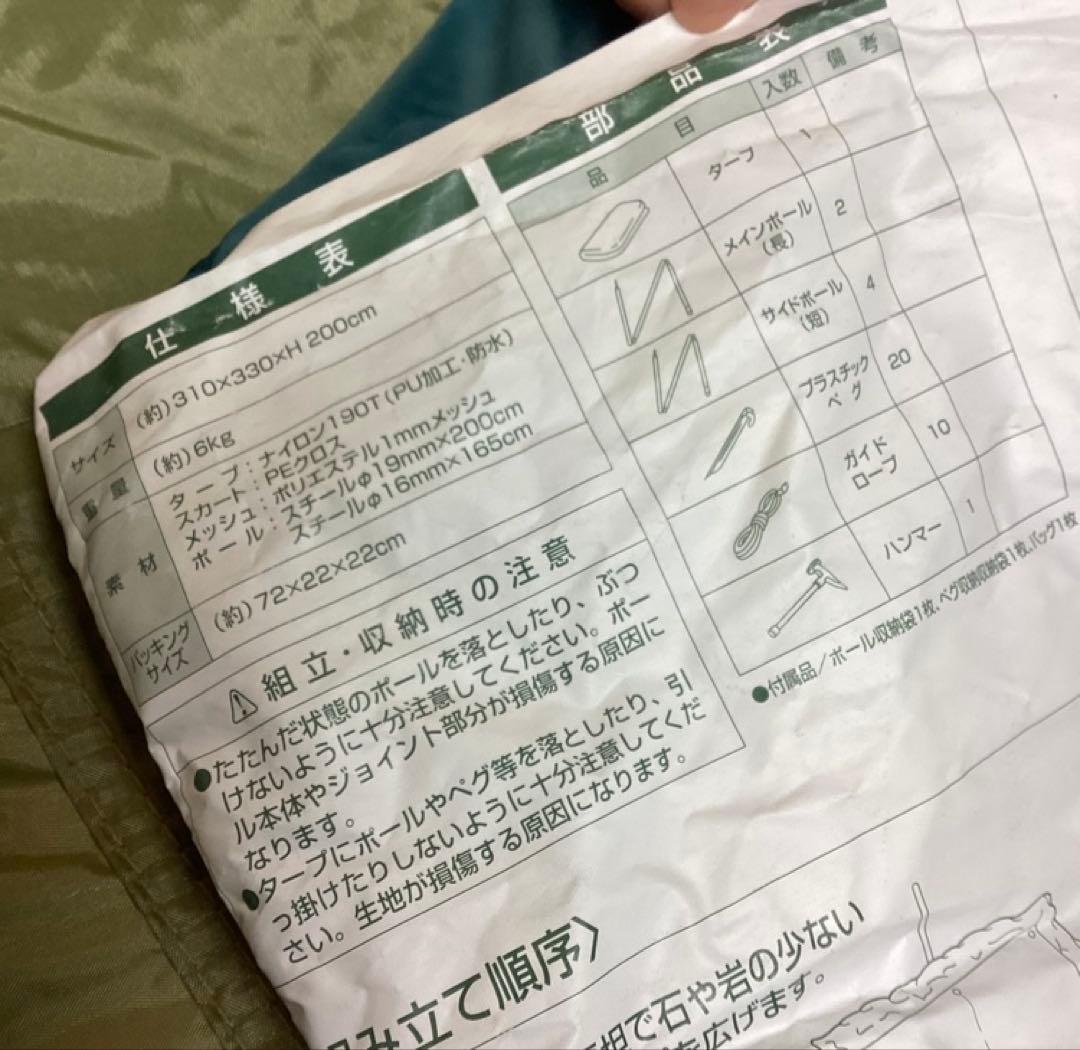 仕様表
サイズ (約)310×330×H 200cm
重量 (約)6kg
素材
タープ：ナイロン190T(PU加工・防水)
スカート：PEクロス
メッシュ：ポリエステル1mmメッシュ
ポール：スチールφ19mm×200cm
スチールφ16mm×165cm
パッキングサイズ (約)72×22×22cm
⚠組立・収納時の注意
●たたんだ状態のポールを落としたり、ぶつ
けないように十分注意してください。ポー
ル本体やジョイント部分が損傷する原因に
なります。
●タープにポールやペグ等を落としたり、引
っ掛けたりしないように十分注意してくだ
さい。生地が損傷する原因になります。
部品表
品目 入数 備考
タープ 1
メインポール(長) 2
サイドポール(短) 4
プラスチックペグ 20
ガイドロープ 10
ハンマー 1
●付属品/ポール収納袋1枚、ペグ収納収納袋1枚、バッグ1枚
み立て順序〉
坦で石や岩の少ない
を広げます。